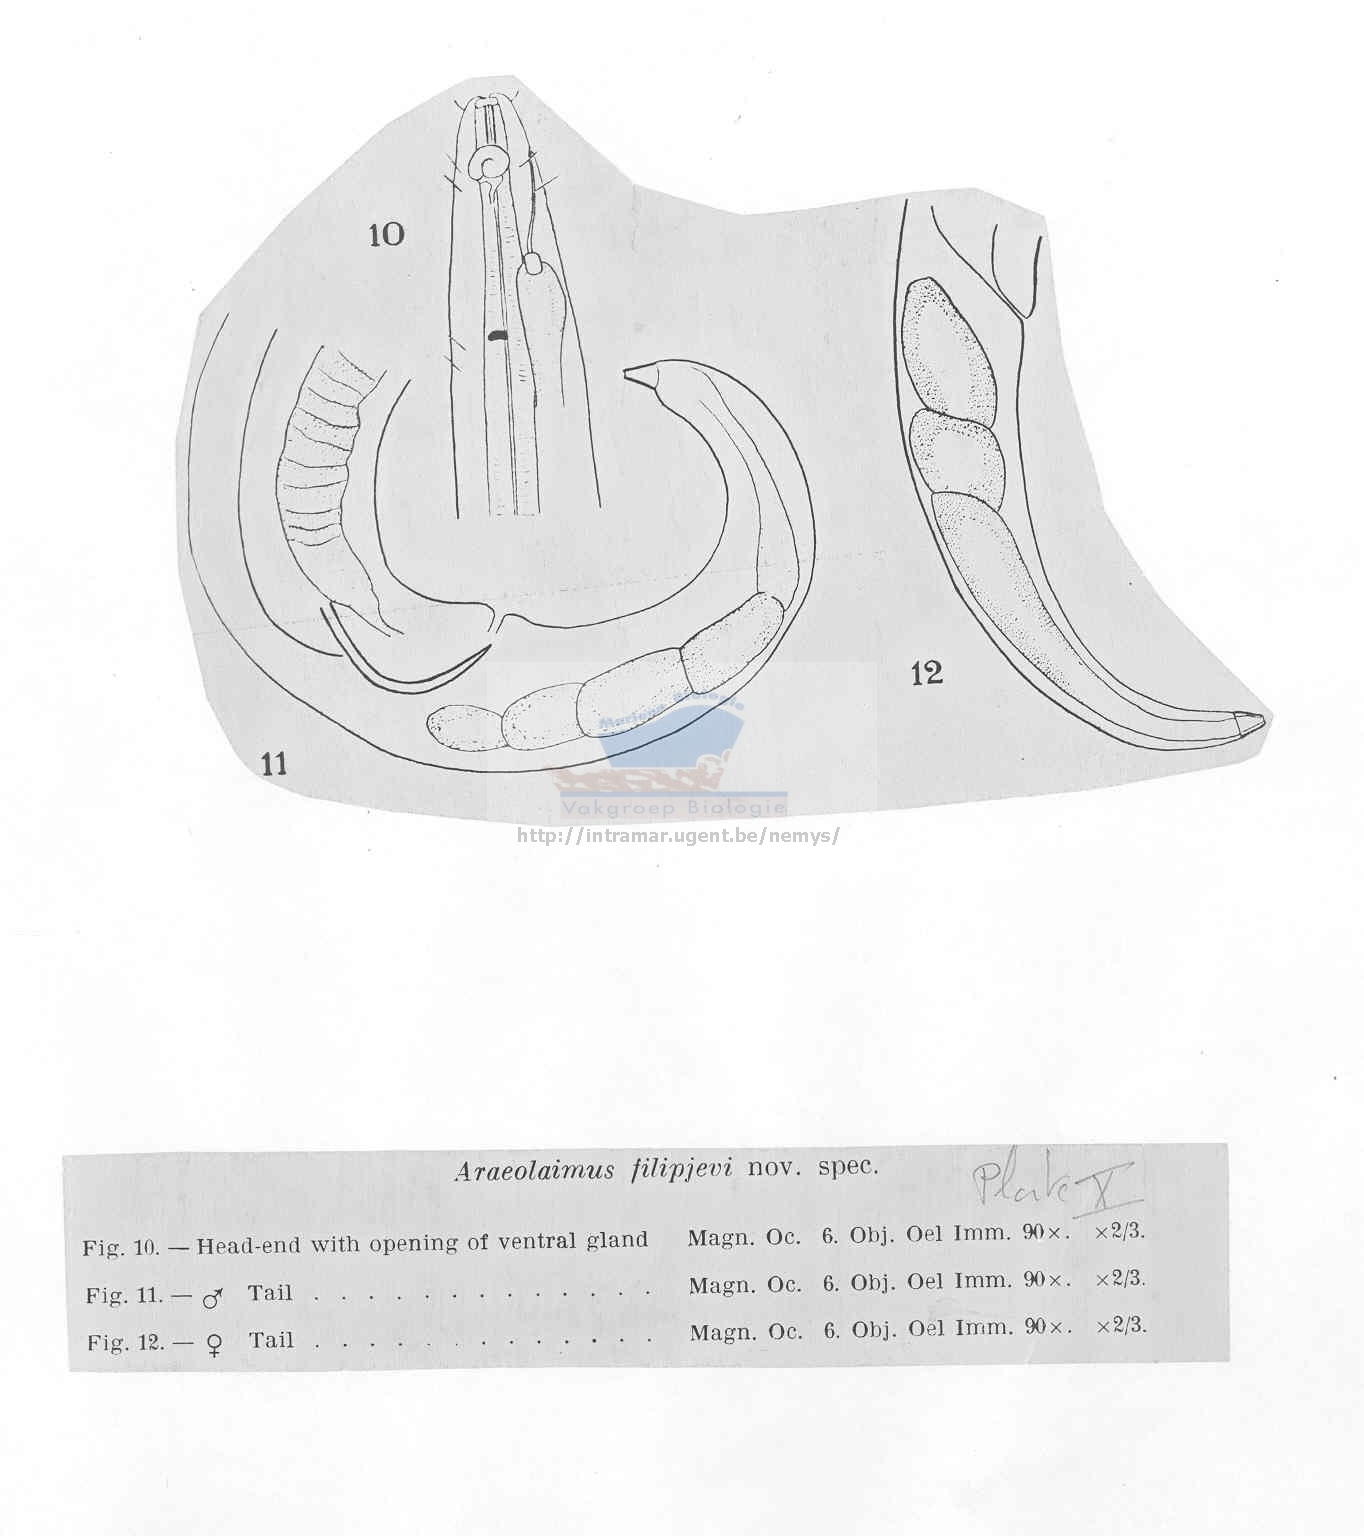 10
12
11
Mariene Biologie
Vakgroep Biologie
http://intramar.ugent.be/nemys/
Araeolaimus filipjevi nov. spec.
Plate X
Fig. 10. — Head-end with opening of ventral gland Magn. Oc. 6. Obj. Oel Imm. 90×. ×2/3.
Fig. 11. — ♂ Tail . . . . . . . . . . . . . Magn. Oc. 6. Obj. Oel Imm. 90×. ×2/3.
Fig. 12. — ♀ Tail . . . . . . . . . . . . . Magn. Oc. 6. Obj. Oel Imm. 90×. ×2/3.